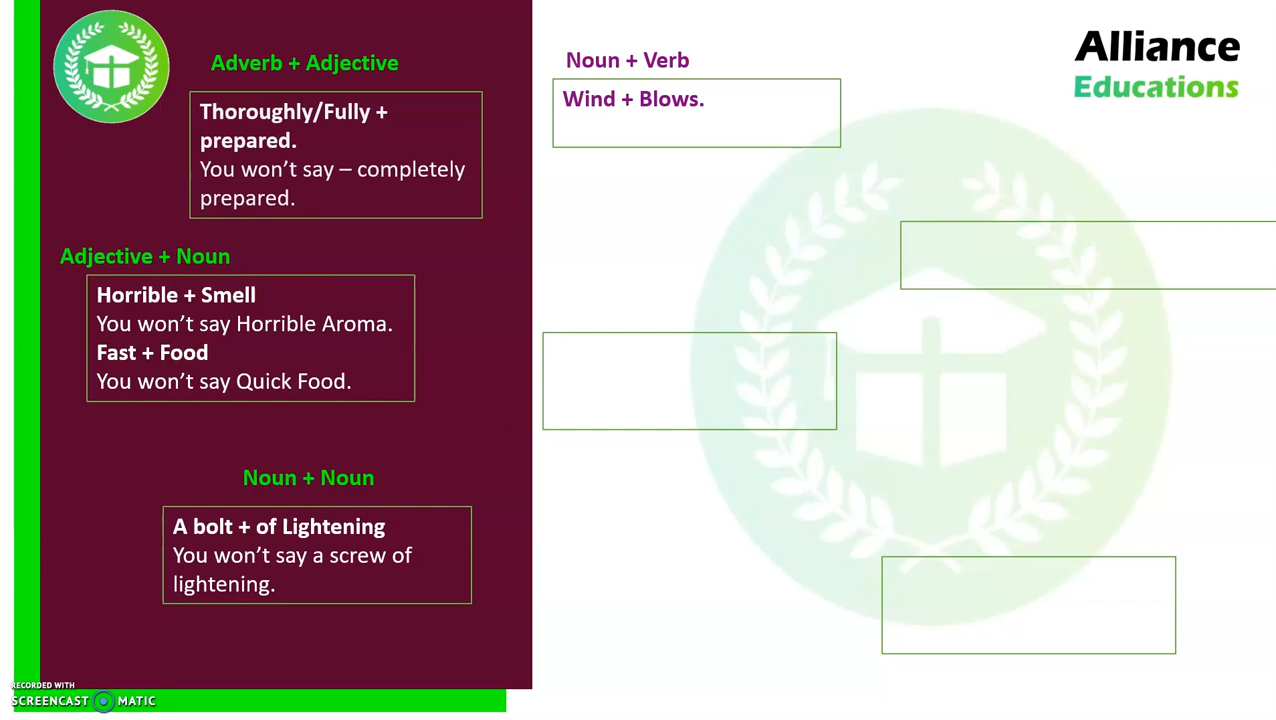 Adverb + Adjective
Thoroughly/Fully +
prepared.
You won't say – completely
prepared.
Adjective + Noun
Horrible + Smell
You won't say Horrible Aroma.
Fast + Food
You won't say Quick Food.
Noun + Noun
A bolt + of Lightening
You won't say a screw of
lightening.
Noun + Verb
Wind + Blows.
Alliance
Educations
RECORDED WITH
SCREENCAST MATIC